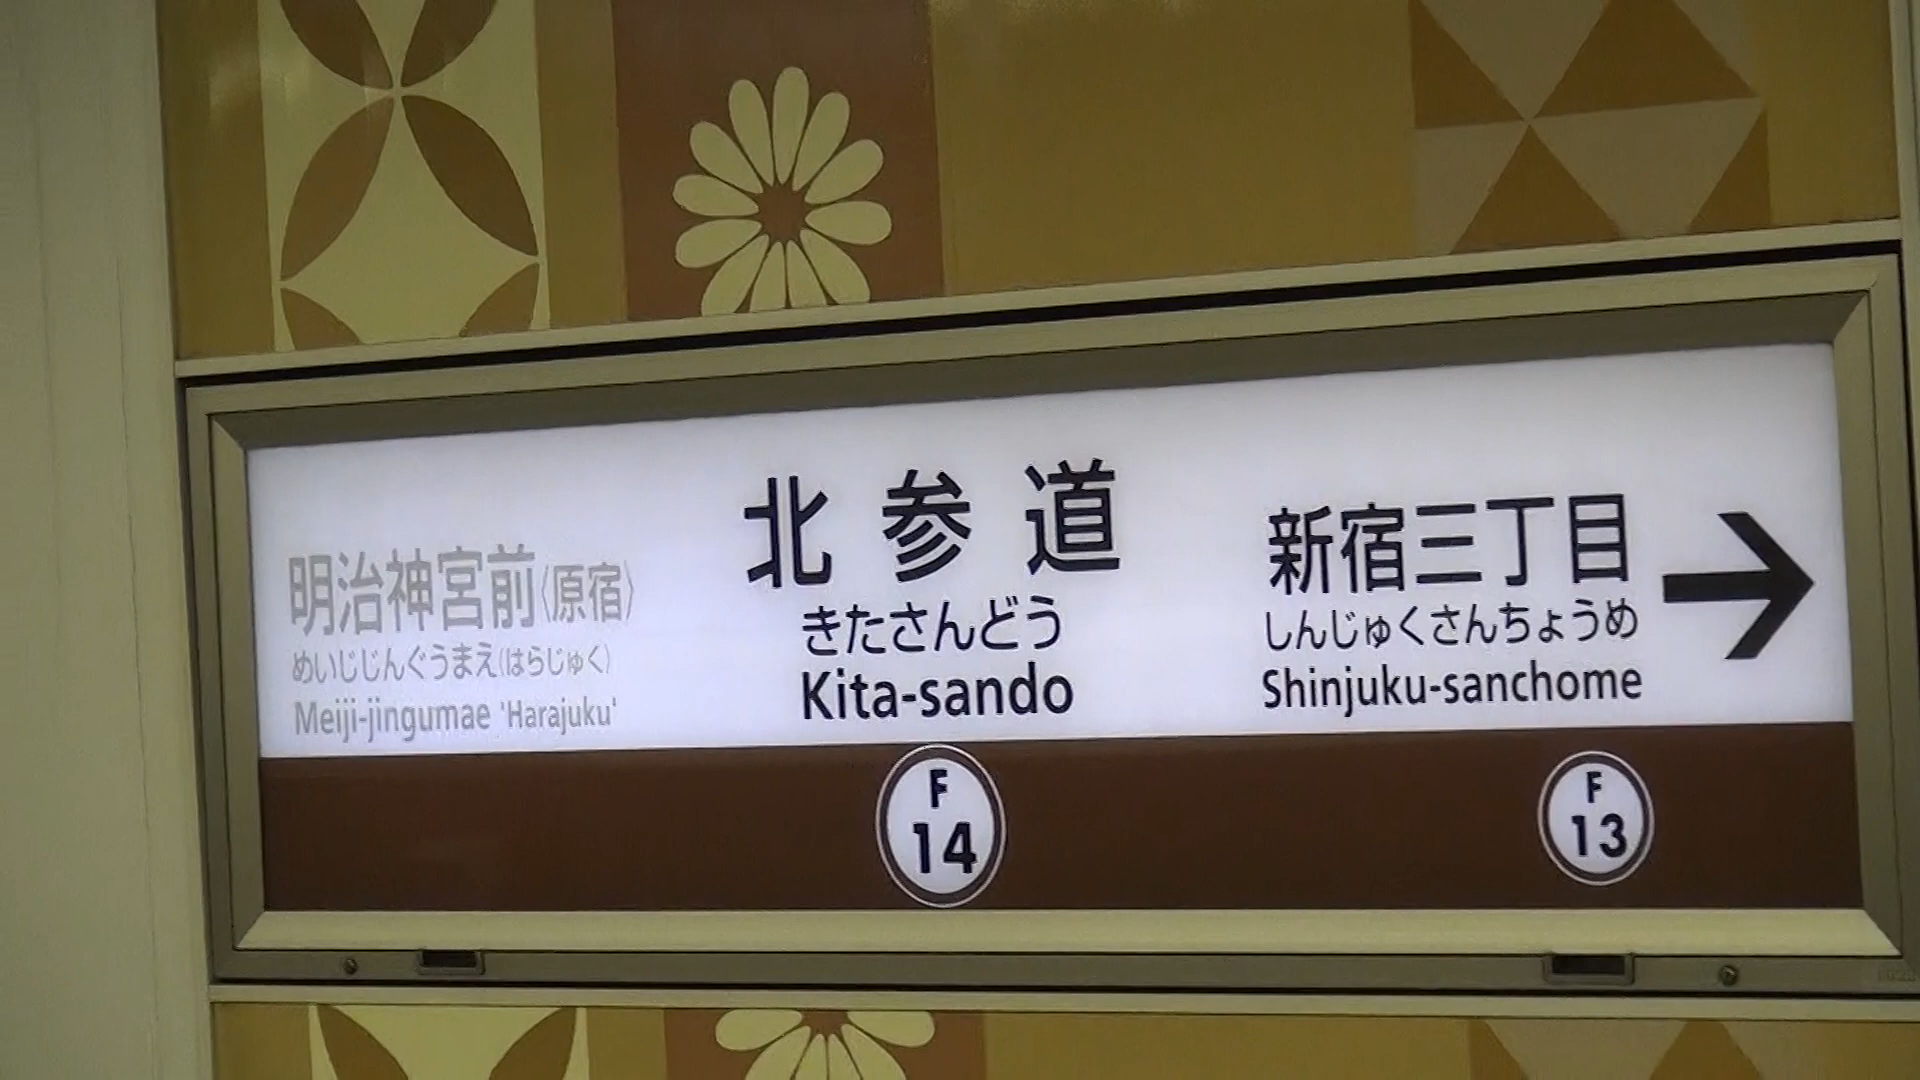 明治神宮前〈原宿〉
めいじじんぐうまえ(はらじゅく)
Meiji-jingumae 'Harajuku'
北参道
きたさんどう
Kita-sando
F
14
新宿三丁目
しんじゅくさんちょうめ
Shinjuku-sanchome
F
13